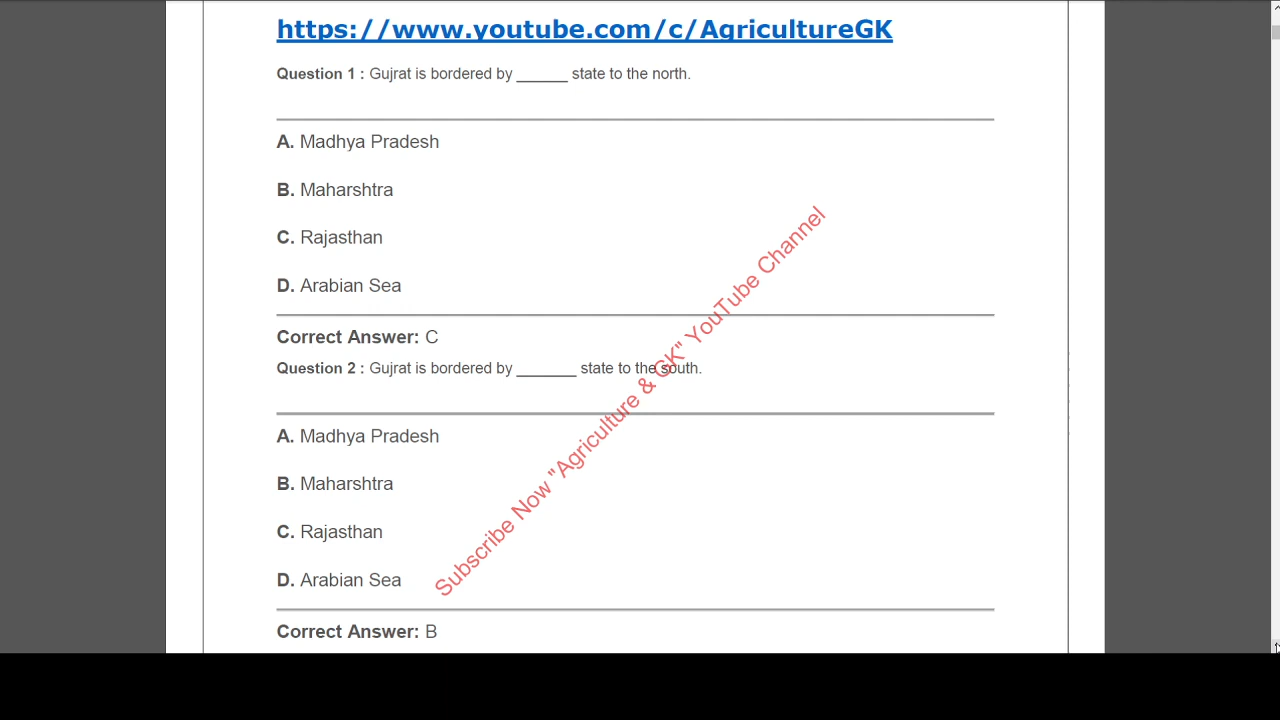 https://www.youtube.com/c/AgricultureGK
Question 1 : Gujrat is bordered by ______ state to the north.
A. Madhya Pradesh
B. Maharshtra
C. Rajasthan
D. Arabian Sea
Correct Answer: C
Question 2 : Gujrat is bordered by _______ state to the south.
A. Madhya Pradesh
B. Maharshtra
C. Rajasthan
D. Arabian Sea
Correct Answer: B
Subscribe Now "Agriculture & GK" YouTube Channel